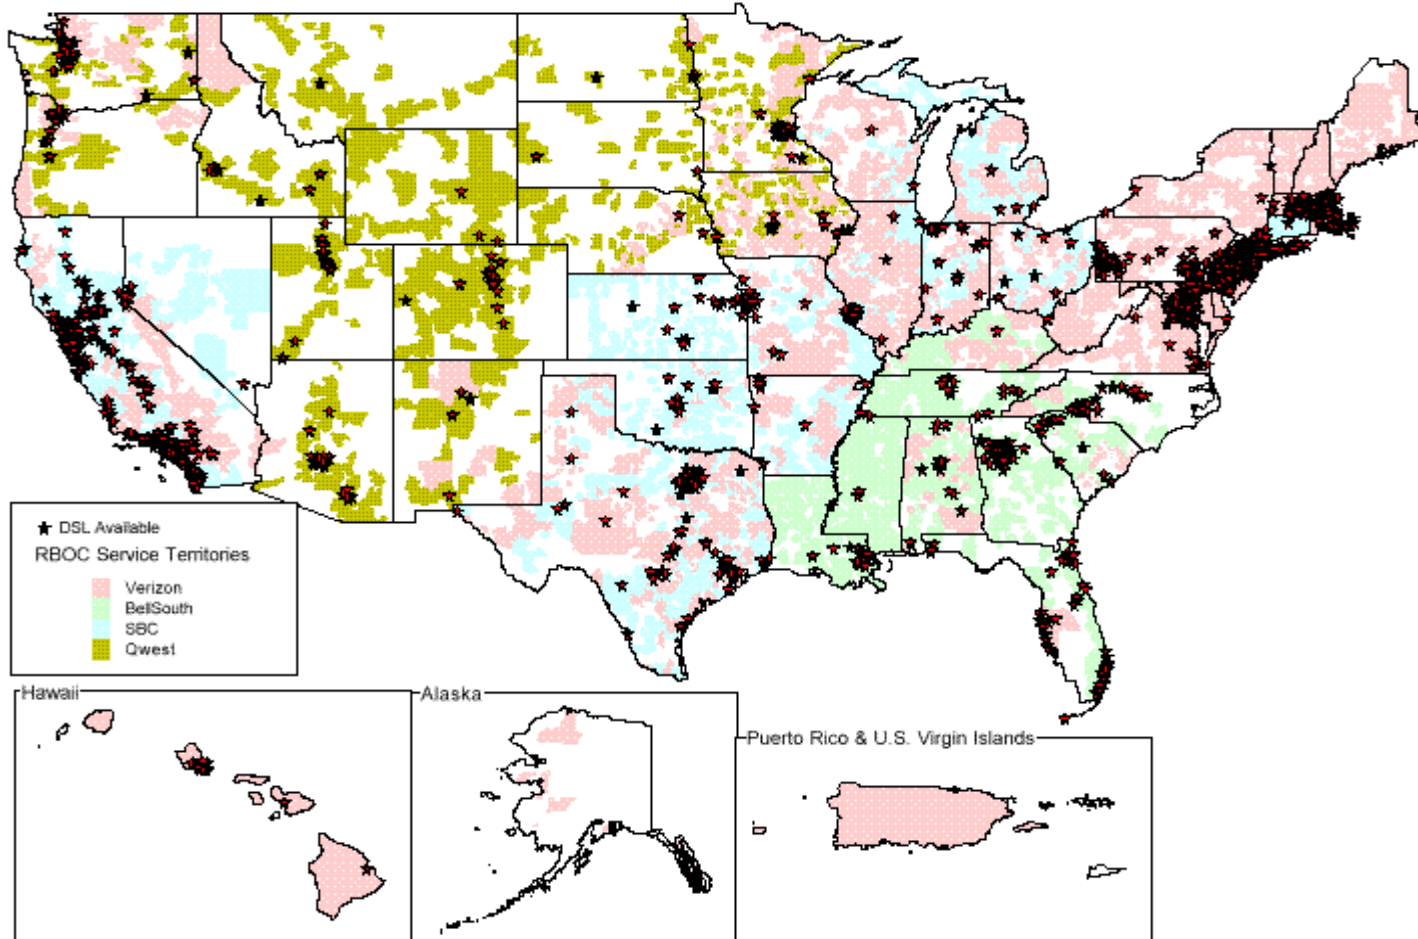 DSL Available
RBOC Service Territories
Verizon
BellSouth
SBC
Qwest
Hawaii
Alaska
Puerto Rico & U.S. Virgin Islands